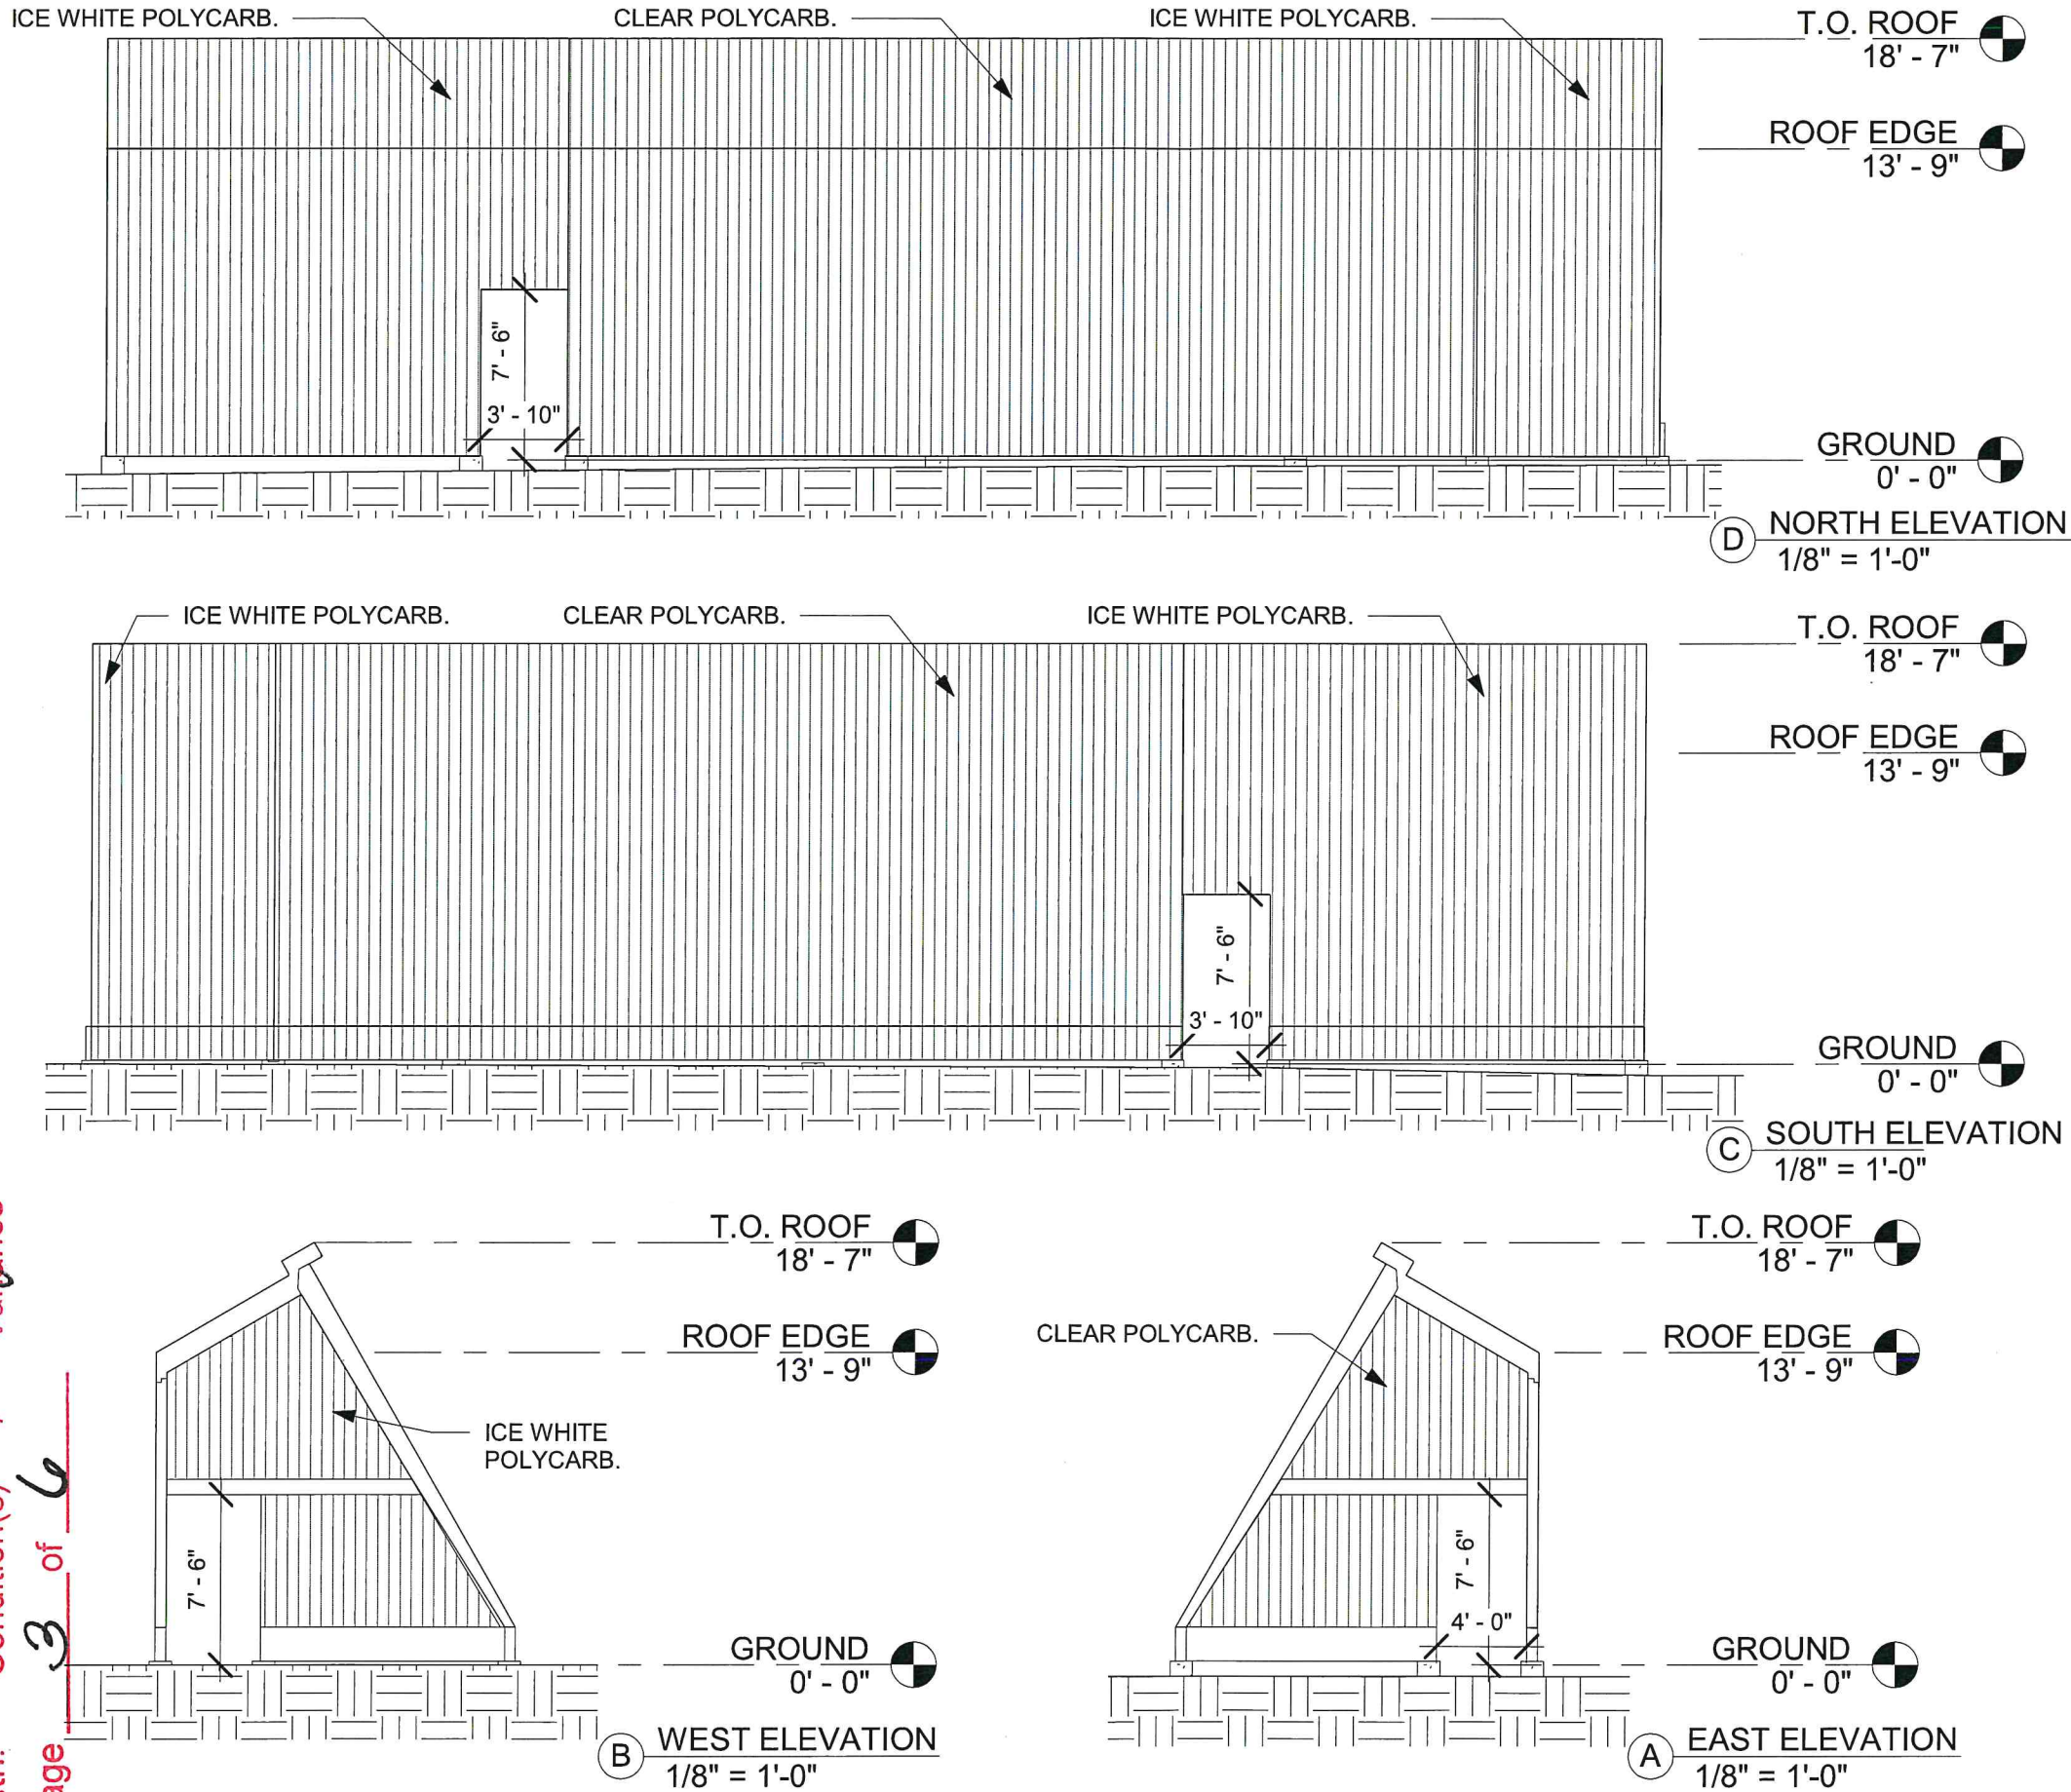 ICE WHITE POLYCARB.
CLEAR POLYCARB.
ICE WHITE POLYCARB.
T.O. ROOF
18' - 7"
ROOF EDGE
13' - 9"
7' - 6"
3' - 10"
GROUND
0' - 0"
D NORTH ELEVATION
1/8" = 1'-0"
ICE WHITE POLYCARB.
CLEAR POLYCARB.
ICE WHITE POLYCARB.
T.O. ROOF
18' - 7"
ROOF EDGE
13' - 9"
7' - 6"
3' - 10"
GROUND
0' - 0"
C SOUTH ELEVATION
1/8" = 1'-0"
T.O. ROOF
18' - 7"
ROOF EDGE
13' - 9"
ICE WHITE
POLYCARB.
7' - 6"
GROUND
0' - 0"
B WEST ELEVATION
1/8" = 1'-0"
T.O. ROOF
18' - 7"
CLEAR POLYCARB.
ROOF EDGE
13' - 9"
7' - 6"
4' - 0"
GROUND
0' - 0"
A EAST ELEVATION
1/8" = 1'-0"
3 of 6